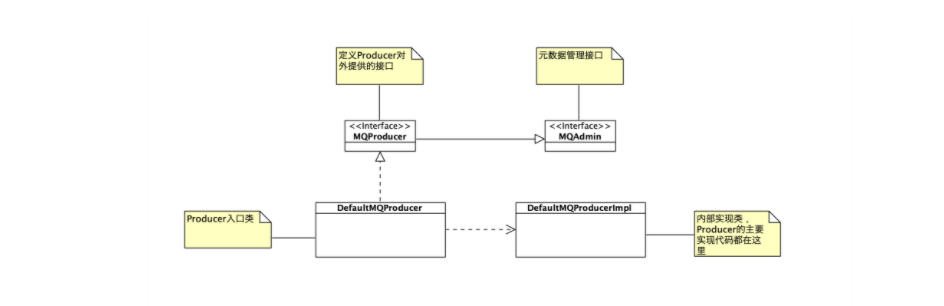 定义Producer对
外提供的接口
元数据管理接口
<<Interface>>
MQProducer
<<Interface>>
MQAdmin
Producer入口类
DefaultMQProducer
DefaultMQProducerImpl
内部实现类，
Producer的主要
实现代码都在这
里